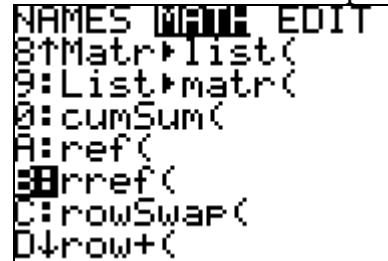 NAMES MATH EDIT
8↑Matr▶list(
9:List▶matr(
0:cumSum(
A:ref(
B:rref(
C:rowSwap(
D↓row+(